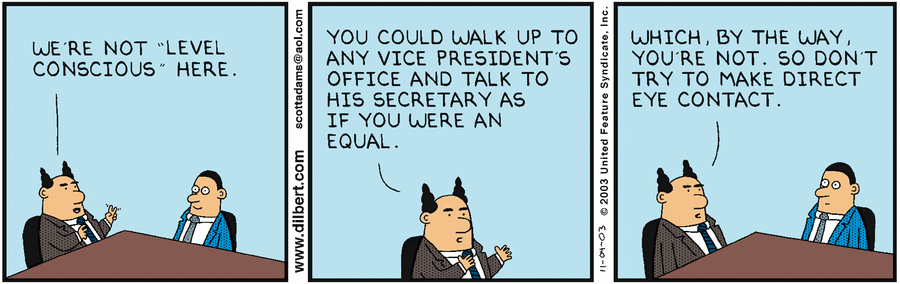 WE'RE NOT "LEVEL
CONSCIOUS" HERE.
www.dilbert.com scottadams@aol.com
YOU COULD WALK UP TO
ANY VICE PRESIDENT'S
OFFICE AND TALK TO
HIS SECRETARY AS
IF YOU WERE AN
EQUAL.
11-04-03 © 2003 United Feature Syndicate, Inc.
WHICH, BY THE WAY,
YOU'RE NOT. SO DON'T
TRY TO MAKE DIRECT
EYE CONTACT.